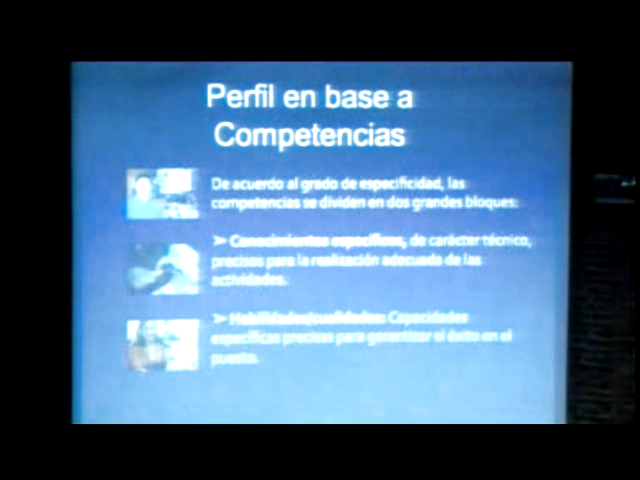 Perfil en base a
Competencias
De acuerdo al grado de especificidad, las
competencias se dividen en dos grandes bloques:
➢ Conocimientos específicos, de carácter técnico,
precisos para la realización adecuada de las
actividades.
➢ Habilidades/cualidades: Capacidades
específicas precisas para garantizar el éxito en el
puesto.